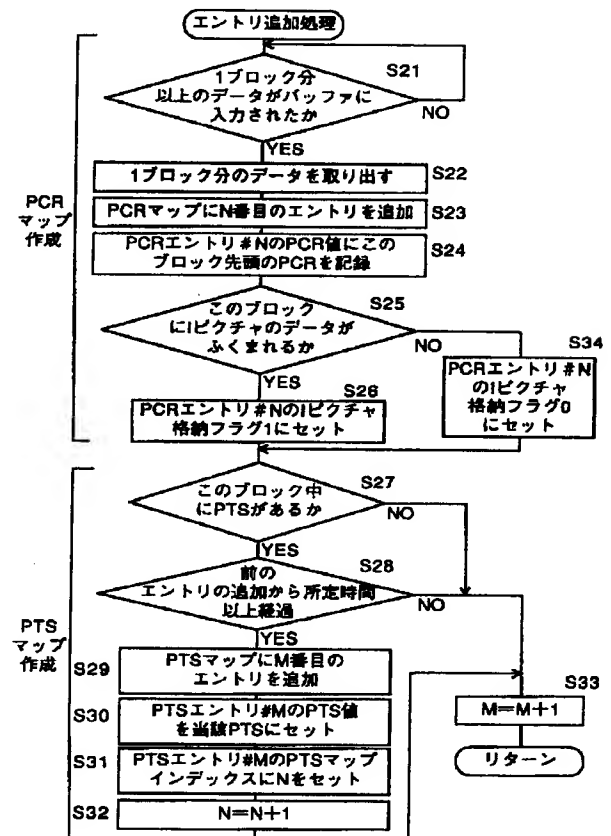 エントリ追加処理
S21
1ブロック分
以上のデータがバッファに
入力されたか
NO
YES
1ブロック分のデータを取り出す
S22
PCR
マップ
作成
PCRマップにN番目のエントリを追加
S23
PCRエントリ#NのPCR値にこの
ブロック先頭のPCRを記録
S24
S25
このブロック
にIピクチャのデータが
ふくまれるか
NO
S34
YES
S26
PCRエントリ#NのIピクチャ
格納フラグ1にセット
PCRエントリ#N
のIピクチャ
格納フラグ0
にセット
S27
このブロック中
にPTSがあるか
NO
YES
S28
前の
エントリの追加から所定時間
以上経過
NO
YES
PTS
マップ
作成
S29
PTSマップにM番目の
エントリを追加
S30
PTSエントリ#MのPTS値
を当該PTSにセット
S31
PTSエントリ#MのPTSマップ
インデックスにNをセット
S32
N=N+1
S33
M=M+1
リターン